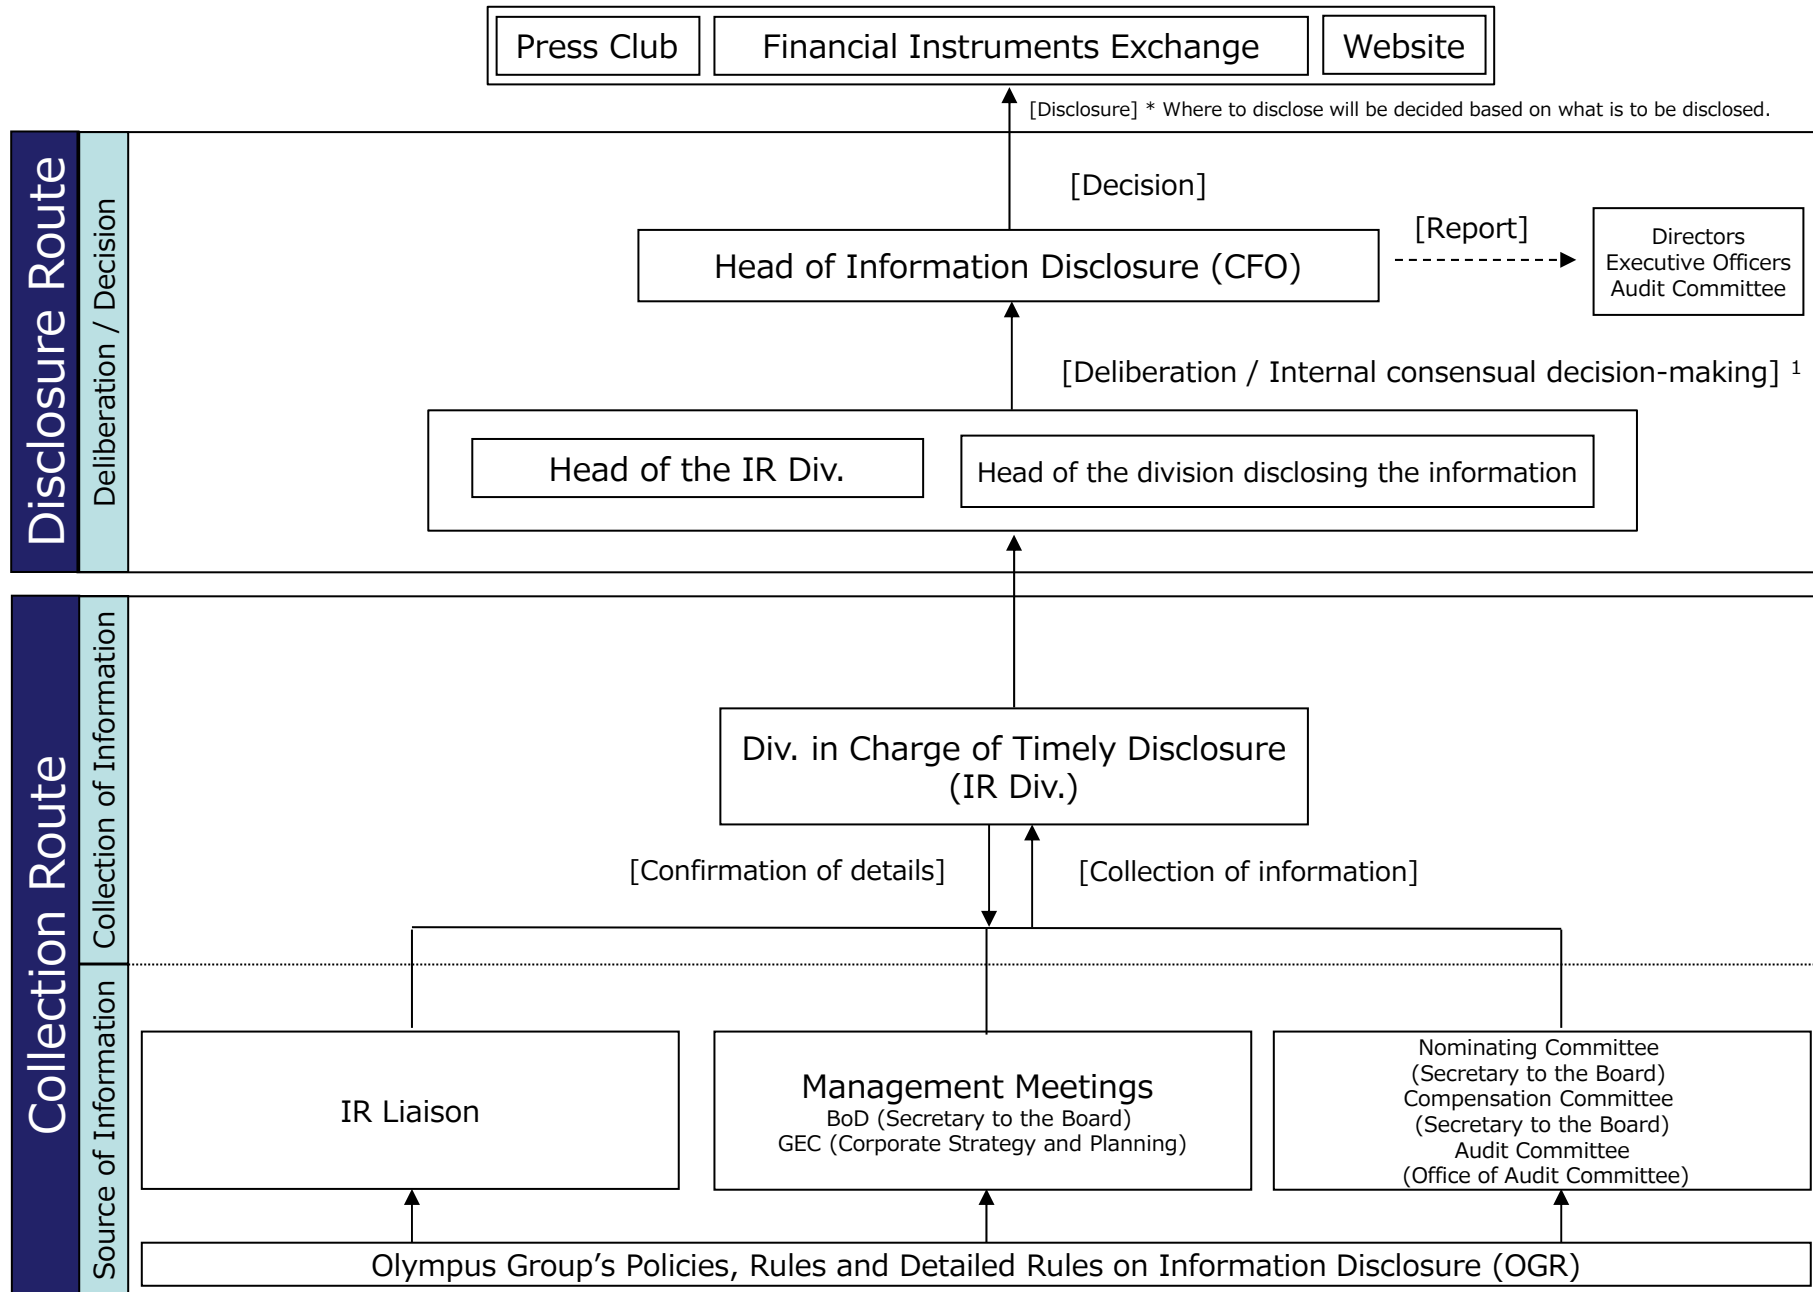 Press Club
Financial Instruments Exchange
Website
[Disclosure] * Where to disclose will be decided based on what is to be disclosed.
Disclosure Route
Deliberation / Decision
[Decision]
Head of Information Disclosure (CFO)
[Report]
Directors
Executive Officers
Audit Committee
[Deliberation / Internal consensual decision-making] 1
Head of the IR Div.
Head of the division disclosing the information
Collection Route
Collection of Information
Div. in Charge of Timely Disclosure
(IR Div.)
[Confirmation of details]
[Collection of information]
Source of Information
IR Liaison
Management Meetings
BoD (Secretary to the Board)
GEC (Corporate Strategy and Planning)
Nominating Committee
(Secretary to the Board)
Compensation Committee
(Secretary to the Board)
Audit Committee
(Office of Audit Committee)
Olympus Group’s Policies, Rules and Detailed Rules on Information Disclosure (OGR)